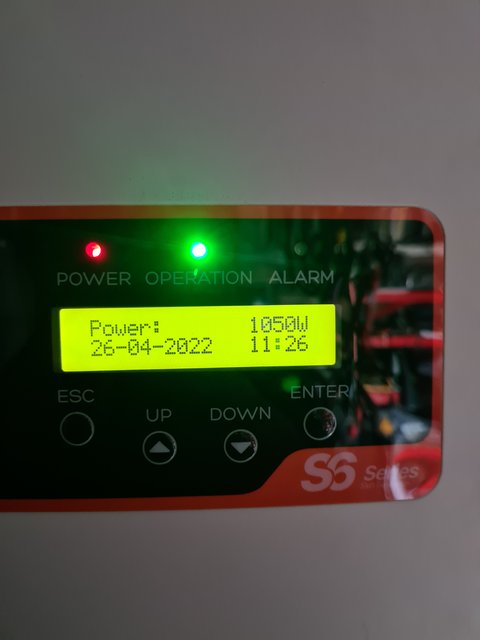 POWER OPERATION ALARM
Power: 1050W
26-04-2022 11:26
ESC UP DOWN ENTER
S6 Series